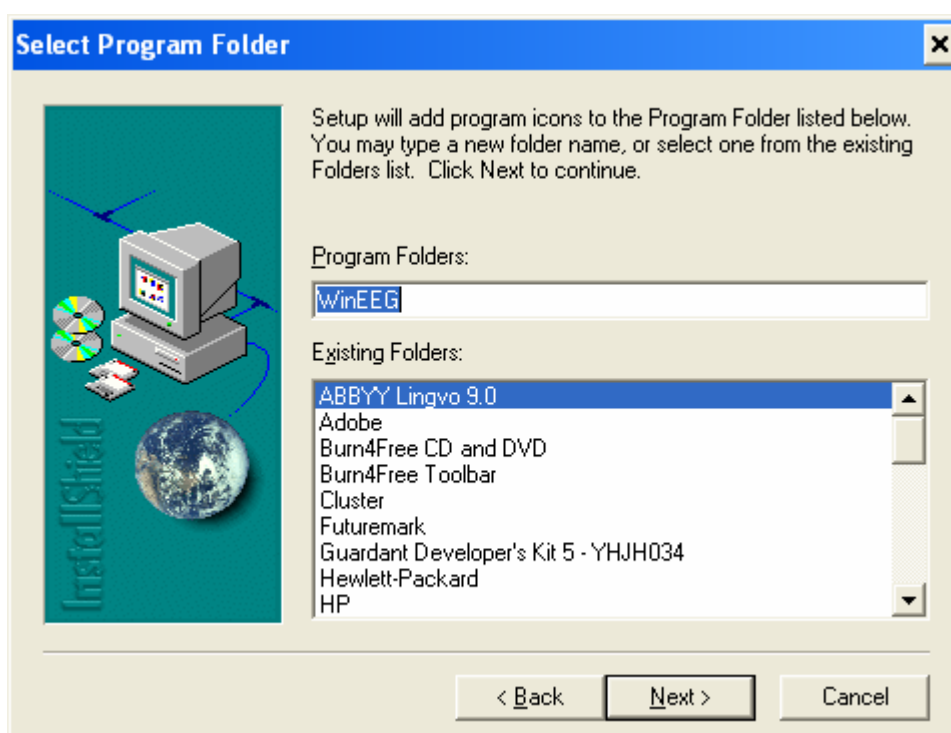 Select Program Folder
Setup will add program icons to the Program Folder listed below.
You may type a new folder name, or select one from the existing
Folders list. Click Next to continue.
Program Folders:
WinEEG
Existing Folders:
ABBYY Lingvo 9.0
Adobe
Burn4Free CD and DVD
Burn4Free Toolbar
Cluster
Futuremark
Guardant Developer's Kit 5 - YHJH034
Hewlett-Packard
HP
InstallShield
< Back
Next >
Cancel